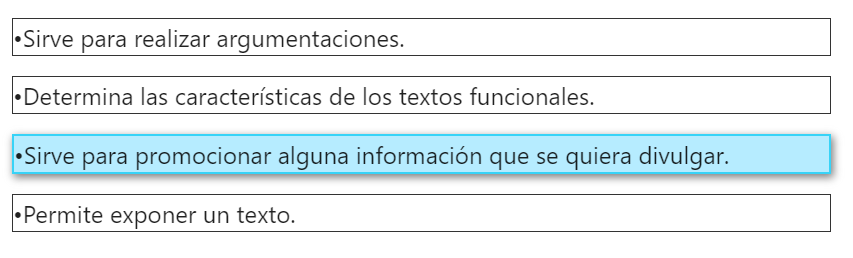 •Sirve para realizar argumentaciones.
•Determina las características de los textos funcionales.
•Sirve para promocionar alguna información que se quiera divulgar.
•Permite exponer un texto.